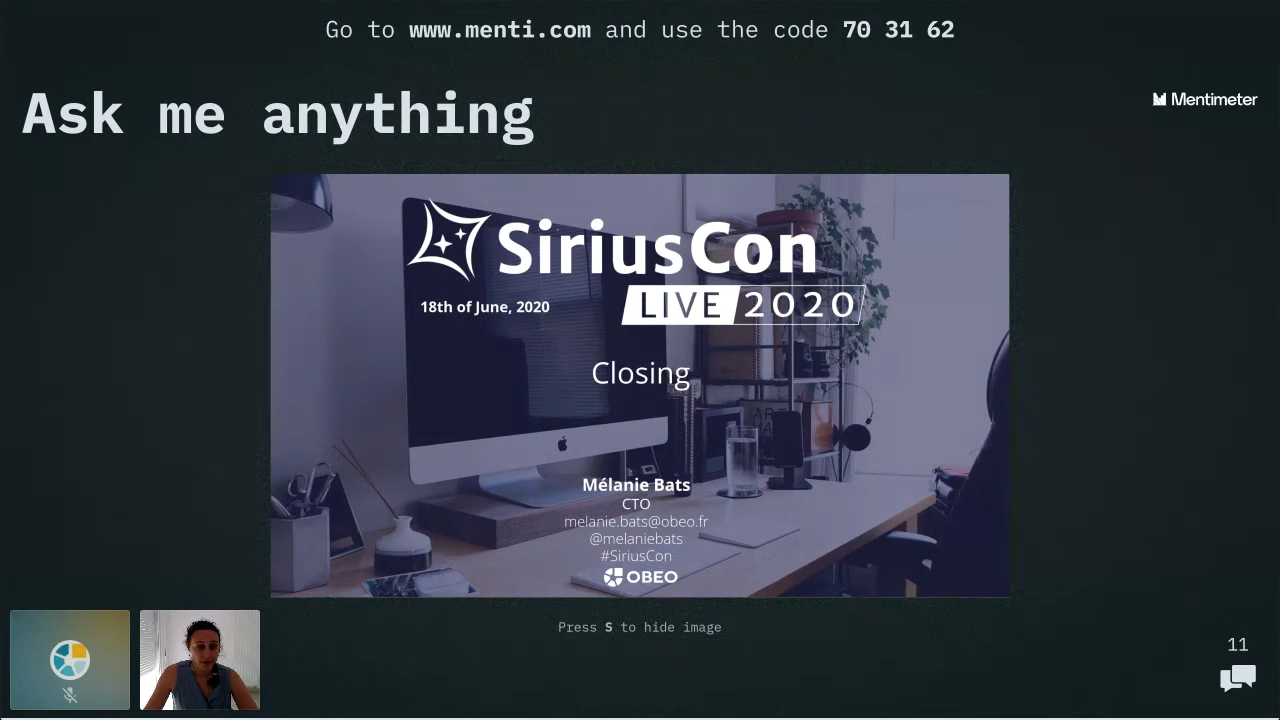 Go to www.menti.com and use the code 70 31 62
Ask me anything
Mentimeter
SiriusCon
18th of June, 2020
LIVE 2020
Closing
Mélanie Bats
CTO
melanie.bats@obeo.fr
@melaniebats
#SiriusCon
OBEO
Press S to hide image
11